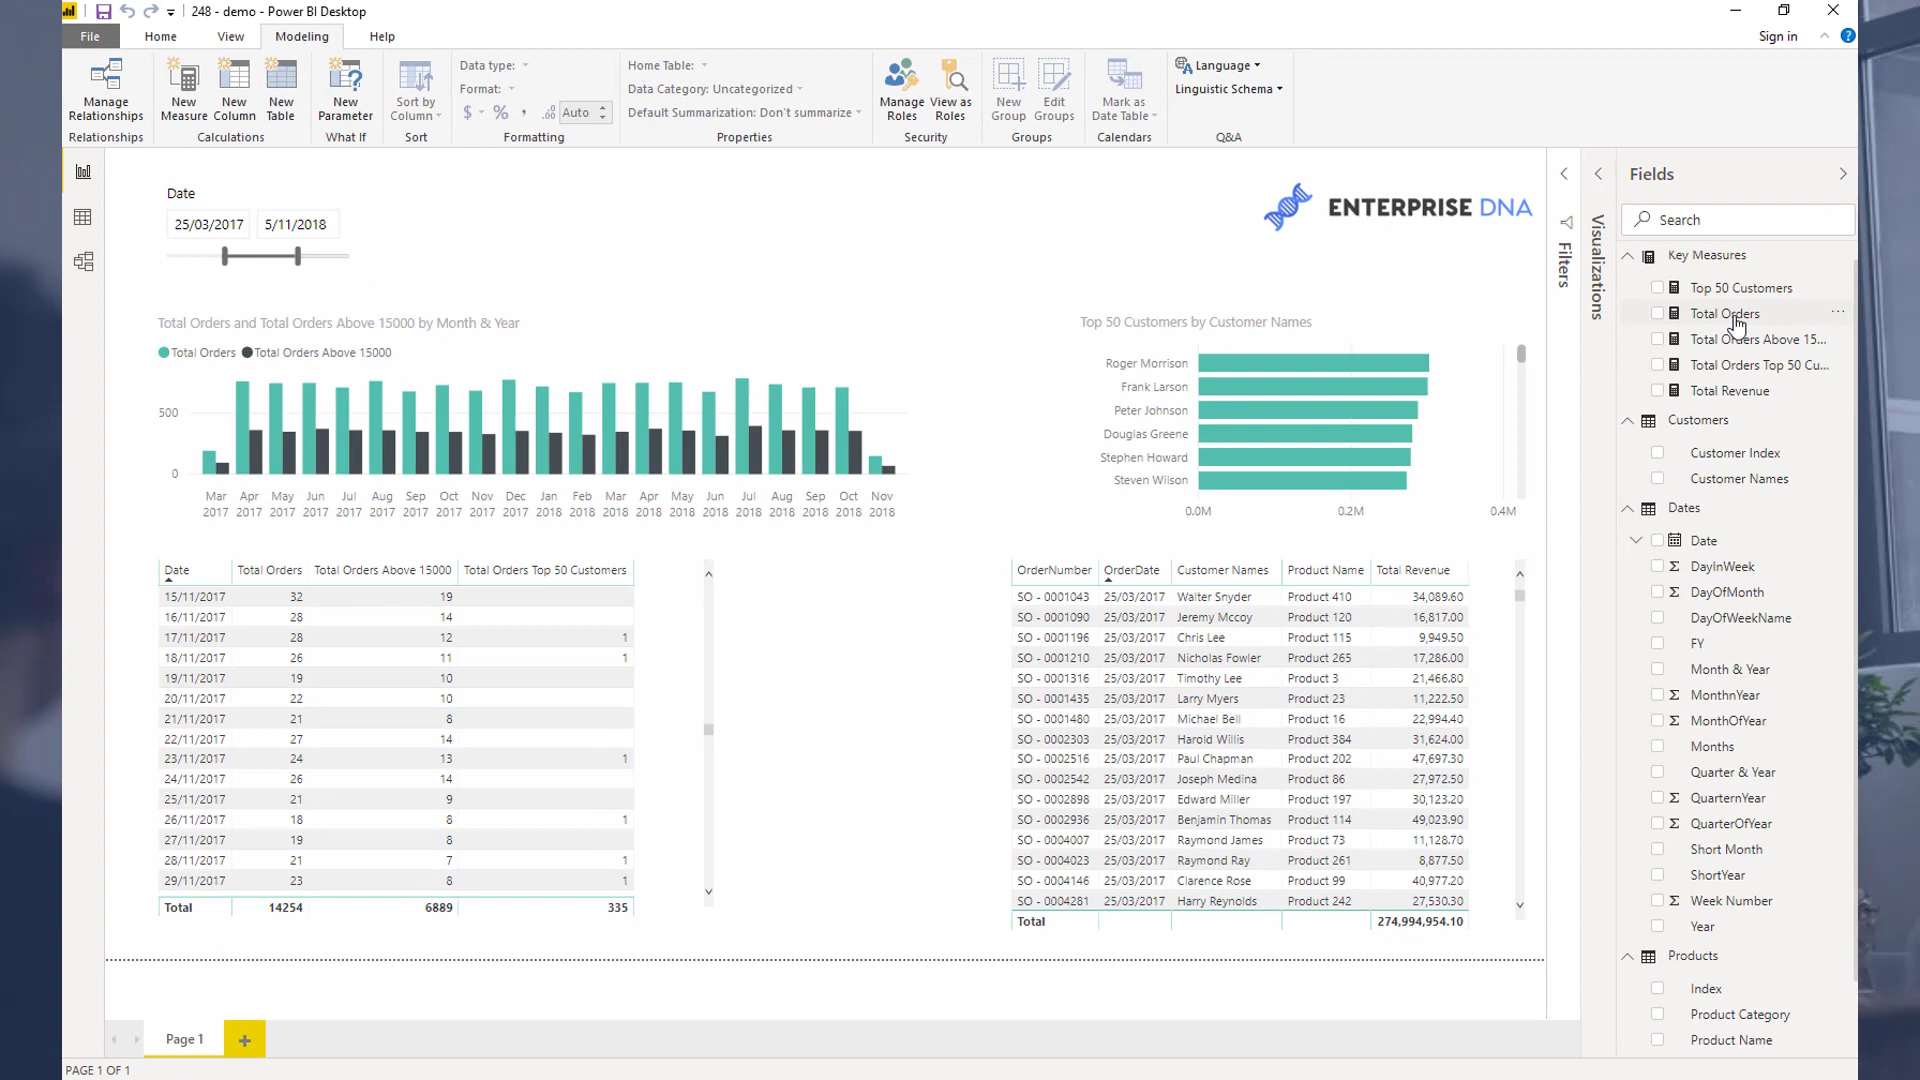 248 - demo - Power BI Desktop
File Home View Modeling Help Sign in
Manage Relationships
New Measure
New Column
New Table
New Parameter
Sort by Column
Data type:
Format:
$ % , .00 Auto
Home Table:
Data Category: Uncategorized
Default Summarization: Don't summarize
Manage Roles
View as Roles
New Group
Edit Groups
Mark as Date Table
Language
Linguistic Schema
Relationships Calculations What If Sort Formatting Properties Security Groups Calendars Q&A
Date
25/03/2017 5/11/2018
ENTERPRISE DNA
Total Orders and Total Orders Above 15000 by Month & Year
Total Orders Total Orders Above 15000
500
0
Mar 2017
Apr 2017
May 2017
Jun 2017
Jul 2017
Aug 2017
Sep 2017
Oct 2017
Nov 2017
Dec 2017
Jan 2018
Feb 2018
Mar 2018
Apr 2018
May 2018
Jun 2018
Jul 2018
Aug 2018
Sep 2018
Oct 2018
Nov 2018
Top 50 Customers by Customer Names
Roger Morrison
Frank Larson
Peter Johnson
Douglas Greene
Stephen Howard
Steven Wilson
0.0M 0.2M 0.4M
Date Total Orders Total Orders Above 15000 Total Orders Top 50 Customers
15/11/2017 32 19
16/11/2017 28 14
17/11/2017 28 12 1
18/11/2017 26 11 1
19/11/2017 19 10
20/11/2017 22 10
21/11/2017 21 8
22/11/2017 27 14
23/11/2017 24 13 1
24/11/2017 26 14
25/11/2017 21 9
26/11/2017 18 8 1
27/11/2017 19 8
28/11/2017 21 7 1
29/11/2017 23 8 1
Total 14254 6889 335
OrderNumber OrderDate Customer Names Product Name Total Revenue
SO - 0001043 25/03/2017 Walter Snyder Product 410 34,089.60
SO - 0001090 25/03/2017 Jeremy Mccoy Product 120 16,817.00
SO - 0001196 25/03/2017 Chris Lee Product 115 9,949.50
SO - 0001210 25/03/2017 Nicholas Fowler Product 265 17,286.00
SO - 0001316 25/03/2017 Timothy Lee Product 3 21,466.80
SO - 0001435 25/03/2017 Larry Myers Product 23 11,222.50
SO - 0001480 25/03/2017 Michael Bell Product 16 22,994.40
SO - 0002303 25/03/2017 Harold Willis Product 384 31,624.00
SO - 0002516 25/03/2017 Paul Chapman Product 202 47,697.30
SO - 0002542 25/03/2017 Joseph Medina Product 86 27,972.50
SO - 0002898 25/03/2017 Edward Miller Product 197 30,123.20
SO - 0002936 25/03/2017 Benjamin Thomas Product 114 49,023.90
SO - 0004007 25/03/2017 Raymond James Product 73 11,128.70
SO - 0004023 25/03/2017 Raymond Ray Product 261 8,877.50
SO - 0004146 25/03/2017 Clarence Rose Product 99 40,977.20
SO - 0004281 25/03/2017 Harry Reynolds Product 242 27,530.30
Total 274,994,954.10
Filters
Visualizations
Fields
Search
Key Measures
Top 50 Customers
Total Orders
Total Orders Above 15...
Total Orders Top 50 Cu...
Total Revenue
Customers
Customer Index
Customer Names
Dates
Date
DayInWeek
DayOfMonth
DayOfWeekName
FY
Month & Year
MonthnYear
MonthOfYear
Months
Quarter & Year
QuarternYear
QuarterOfYear
Short Month
ShortYear
Week Number
Year
Products
Index
Product Category
Product Name
Page 1
PAGE 1 OF 1